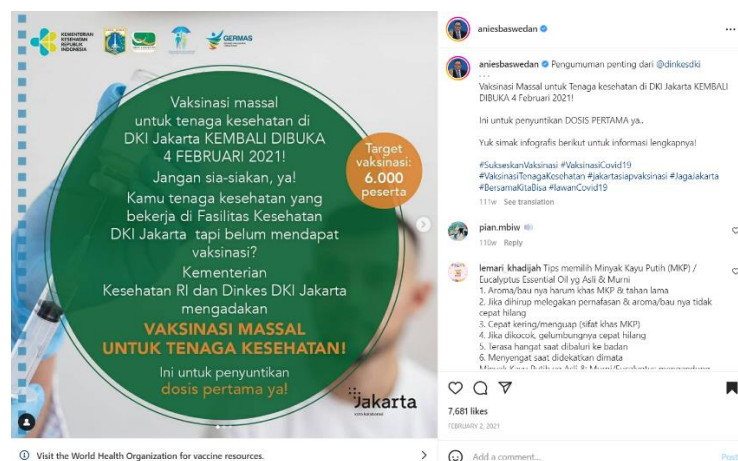 KEMENTERIAN
KESEHATAN
REPUBLIK
INDONESIA
GERMAS
Vaksinasi massal
untuk tenaga kesehatan di
DKI Jakarta KEMBALI DIBUKA
4 FEBRUARI 2021!
Jangan sia-siakan, ya!
Kamu tenaga kesehatan yang
bekerja di Fasilitas Kesehatan
DKI Jakarta tapi belum mendapat
vaksinasi?
Kementerian
Kesehatan RI dan Dinkes DKI Jakarta
mengadakan
VAKSINASI MASSAL
UNTUK TENAGA KESEHATAN!
Ini untuk penyuntikan
dosis pertama ya!
Target
vaksinasi:
6.000
peserta
Jakarta
Visit the World Health Organization for vaccine resources.
aniesbaswedan
aniesbaswedan Pengumuman penting dari @dinkesdki
Vaksinasi Massal untuk Tenaga kesehatan di DKI Jakarta KEMBALI
DIBUKA 4 Februari 2021!
Ini untuk penyuntikan DOSIS PERTAMA ya..
Yuk simak infografis berikut untuk informasi lengkapnya!
#SukseskanVaksinasi #VaksinasiCovid19
#VaksinasiTenagaKesehatan #jakartasiapvaksinasi #JagaJakarta
#BersamaKitaBisa #lawanCovid19
111w See translation
pian.mbiw
110w Reply
lemari_khadijah Tips memilih Minyak Kayu Putih (MKP) /
Eucalyptus Essential Oil yg Asli & Murni
1. Aroma/bau nya harum khas MKP & tahan lama
2. Jika dihirup melegakan pernafasan & aroma/bau nya tidak
cepat hilang
3. Cepat kering/menguap (sifat khas MKP)
4. Jika dikocok, gelumbungnya cepat hilang
5. Terasa hangat saat dibaluri ke badan
6. Menyengat saat didekatkan dimata
7,681 likes
FEBRUARY 2, 2021
Add a comment...
Post